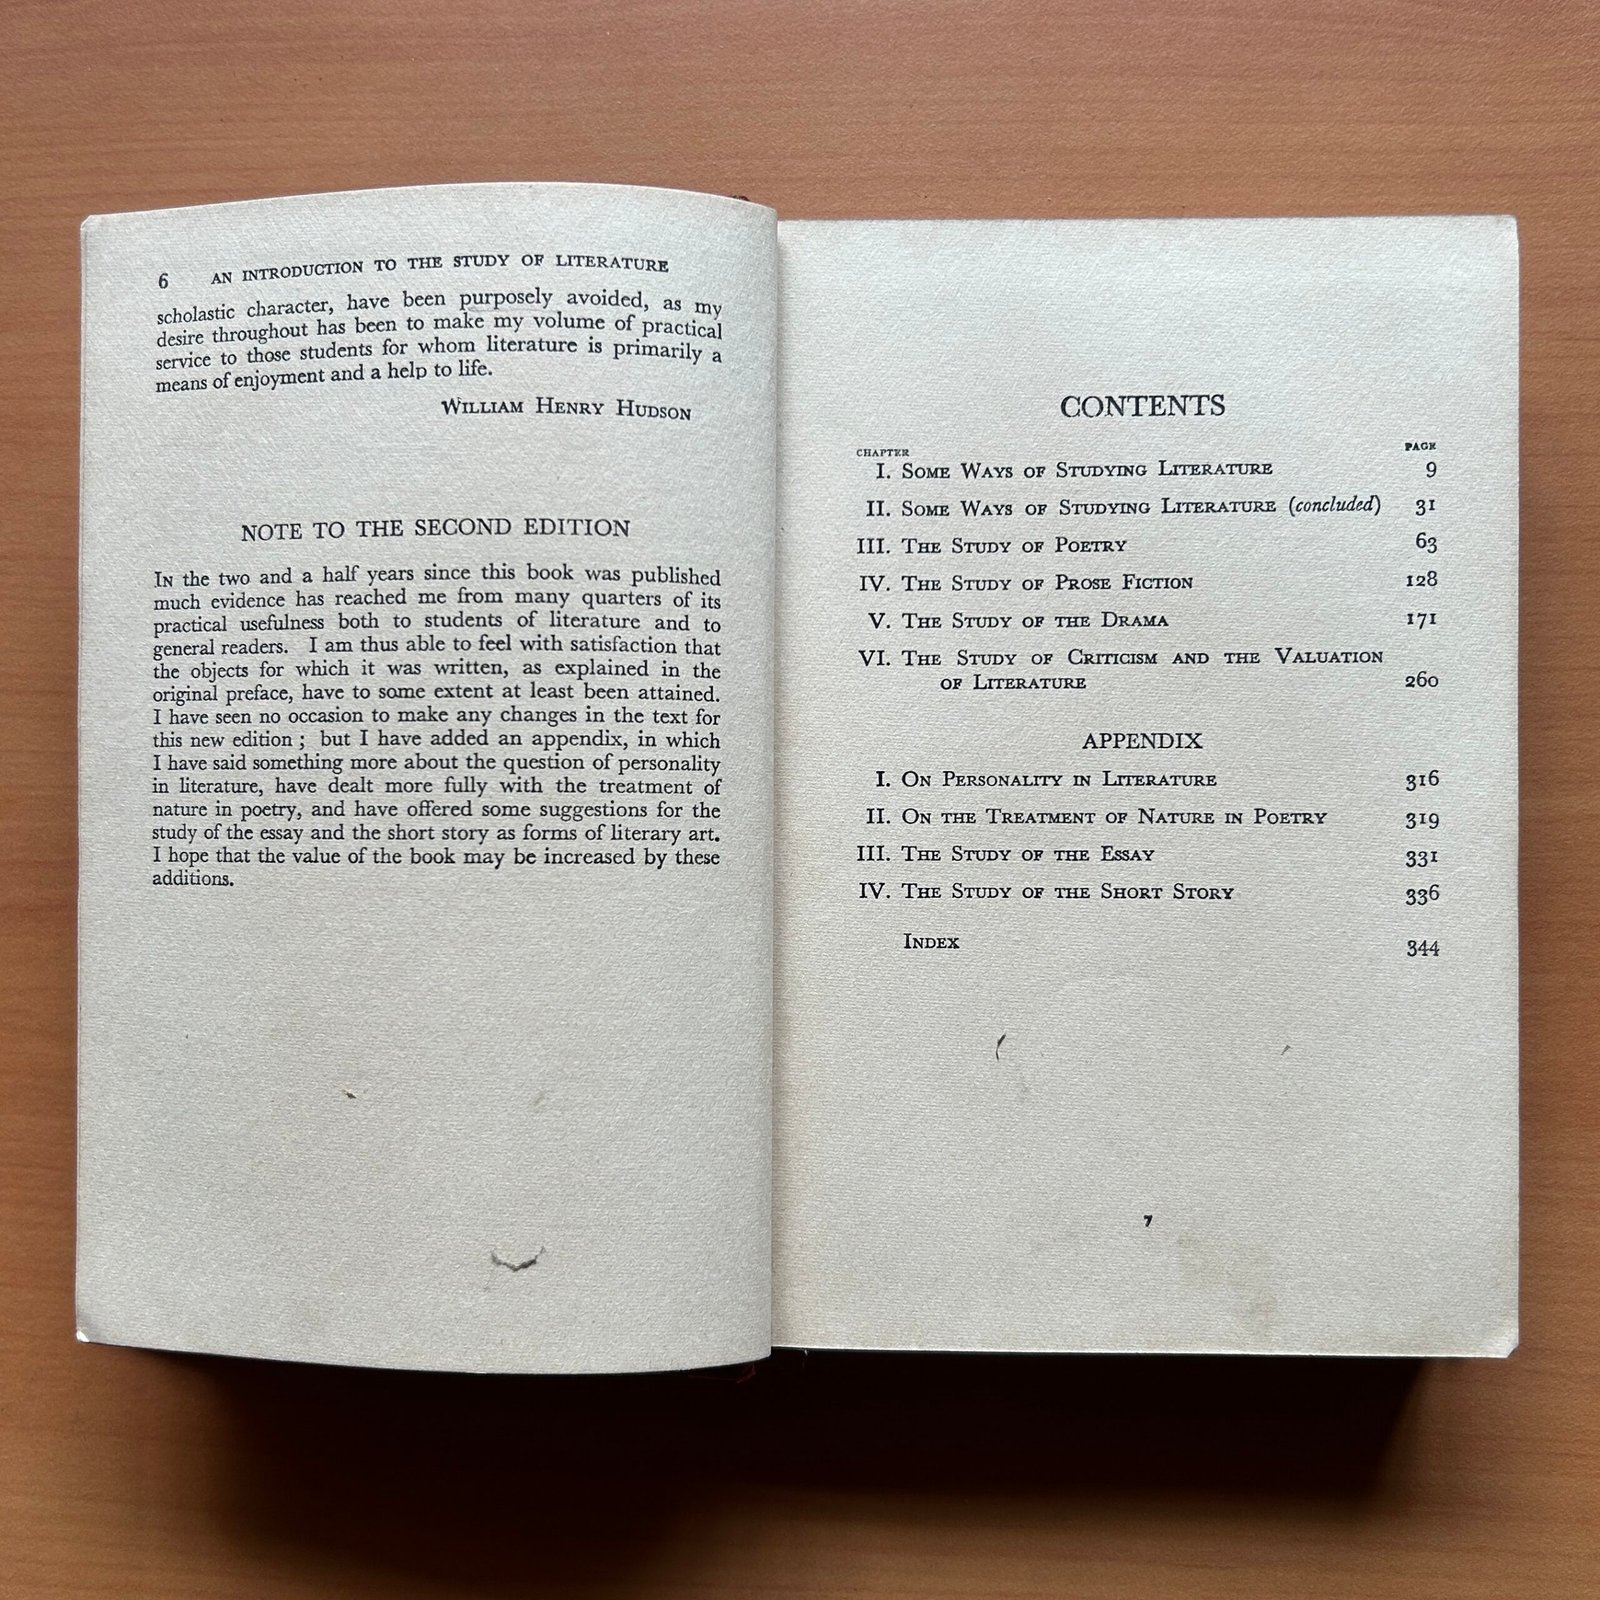 6 AN INTRODUCTION TO THE STUDY OF LITERATURE
scholastic character, have been purposely avoided, as my
desire throughout has been to make my volume of practical
service to those students for whom literature is primarily a
means of enjoyment and a help to life.
WILLIAM HENRY HUDSON
NOTE TO THE SECOND EDITION
IN the two and a half years since this book was published
much evidence has reached me from many quarters of its
practical usefulness both to students of literature and to
general readers. I am thus able to feel with satisfaction that
the objects for which it was written, as explained in the
original preface, have to some extent at least been attained.
I have seen no occasion to make any changes in the text for
this new edition ; but I have added an appendix, in which
I have said something more about the question of personality
in literature, have dealt more fully with the treatment of
nature in poetry, and have offered some suggestions for the
study of the essay and the short story as forms of literary art.
I hope that the value of the book may be increased by these
additions.
CONTENTS
CHAPTER PAGE
I. SOME WAYS OF STUDYING LITERATURE 9
II. SOME WAYS OF STUDYING LITERATURE (concluded) 31
III. THE STUDY OF POETRY 63
IV. THE STUDY OF PROSE FICTION 128
V. THE STUDY OF THE DRAMA 171
VI. THE STUDY OF CRITICISM AND THE VALUATION
OF LITERATURE 260
APPENDIX
I. ON PERSONALITY IN LITERATURE 316
II. ON THE TREATMENT OF NATURE IN POETRY 319
III. THE STUDY OF THE ESSAY 331
IV. THE STUDY OF THE SHORT STORY 336
INDEX 344
7